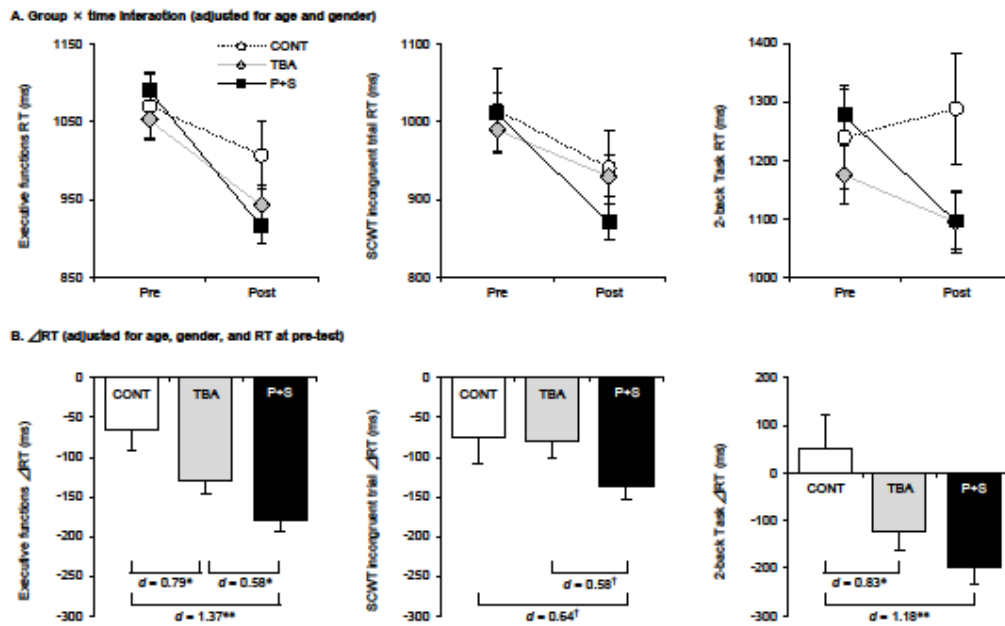 A. Group × time interaction (adjusted for age and gender)
Executive functions RT (ms)
1150
1050
950
850
Pre
Post
CONT
TBA
P+S
SCWT incongruent trial RT (ms)
1100
1000
900
800
Pre
Post
2-back Task RT (ms)
1400
1300
1200
1100
1000
Pre
Post
B. ⊿RT (adjusted for age, gender, and RT at pre-test)
Executive functions ⊿RT (ms)
0
-50
-100
-150
-200
-250
-300
CONT
TBA
P+S
d = 0.79*
d = 0.58*
d = 1.37**
SCWT incongruent trial ⊿RT (ms)
0
-50
-100
-150
-200
-250
-300
CONT
TBA
P+S
d = 0.58†
d = 0.64†
2-back Task ⊿RT (ms)
200
100
0
-100
-200
-300
CONT
TBA
P+S
d = 0.83*
d = 1.18**